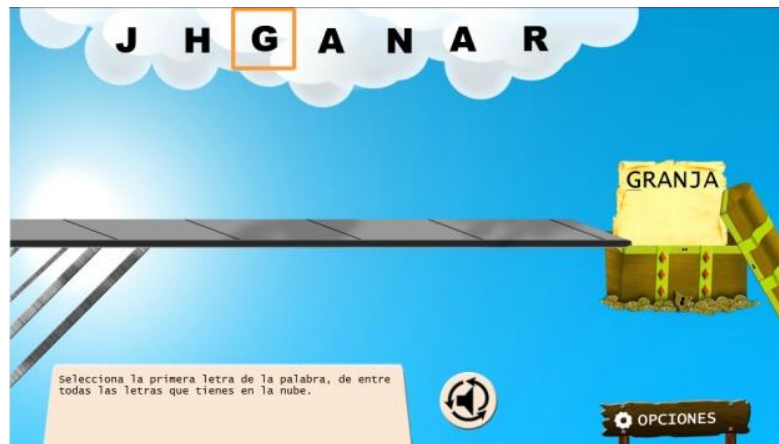 J H G A N A R
GRANJA
Selecciona la primera letra de la palabra, de entre
todas las letras que tienes en la nube.
OPCIONES